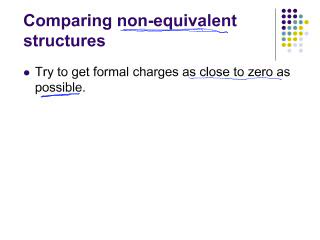 Comparing non-equivalent
structures
Try to get formal charges as close to zero as
possible.